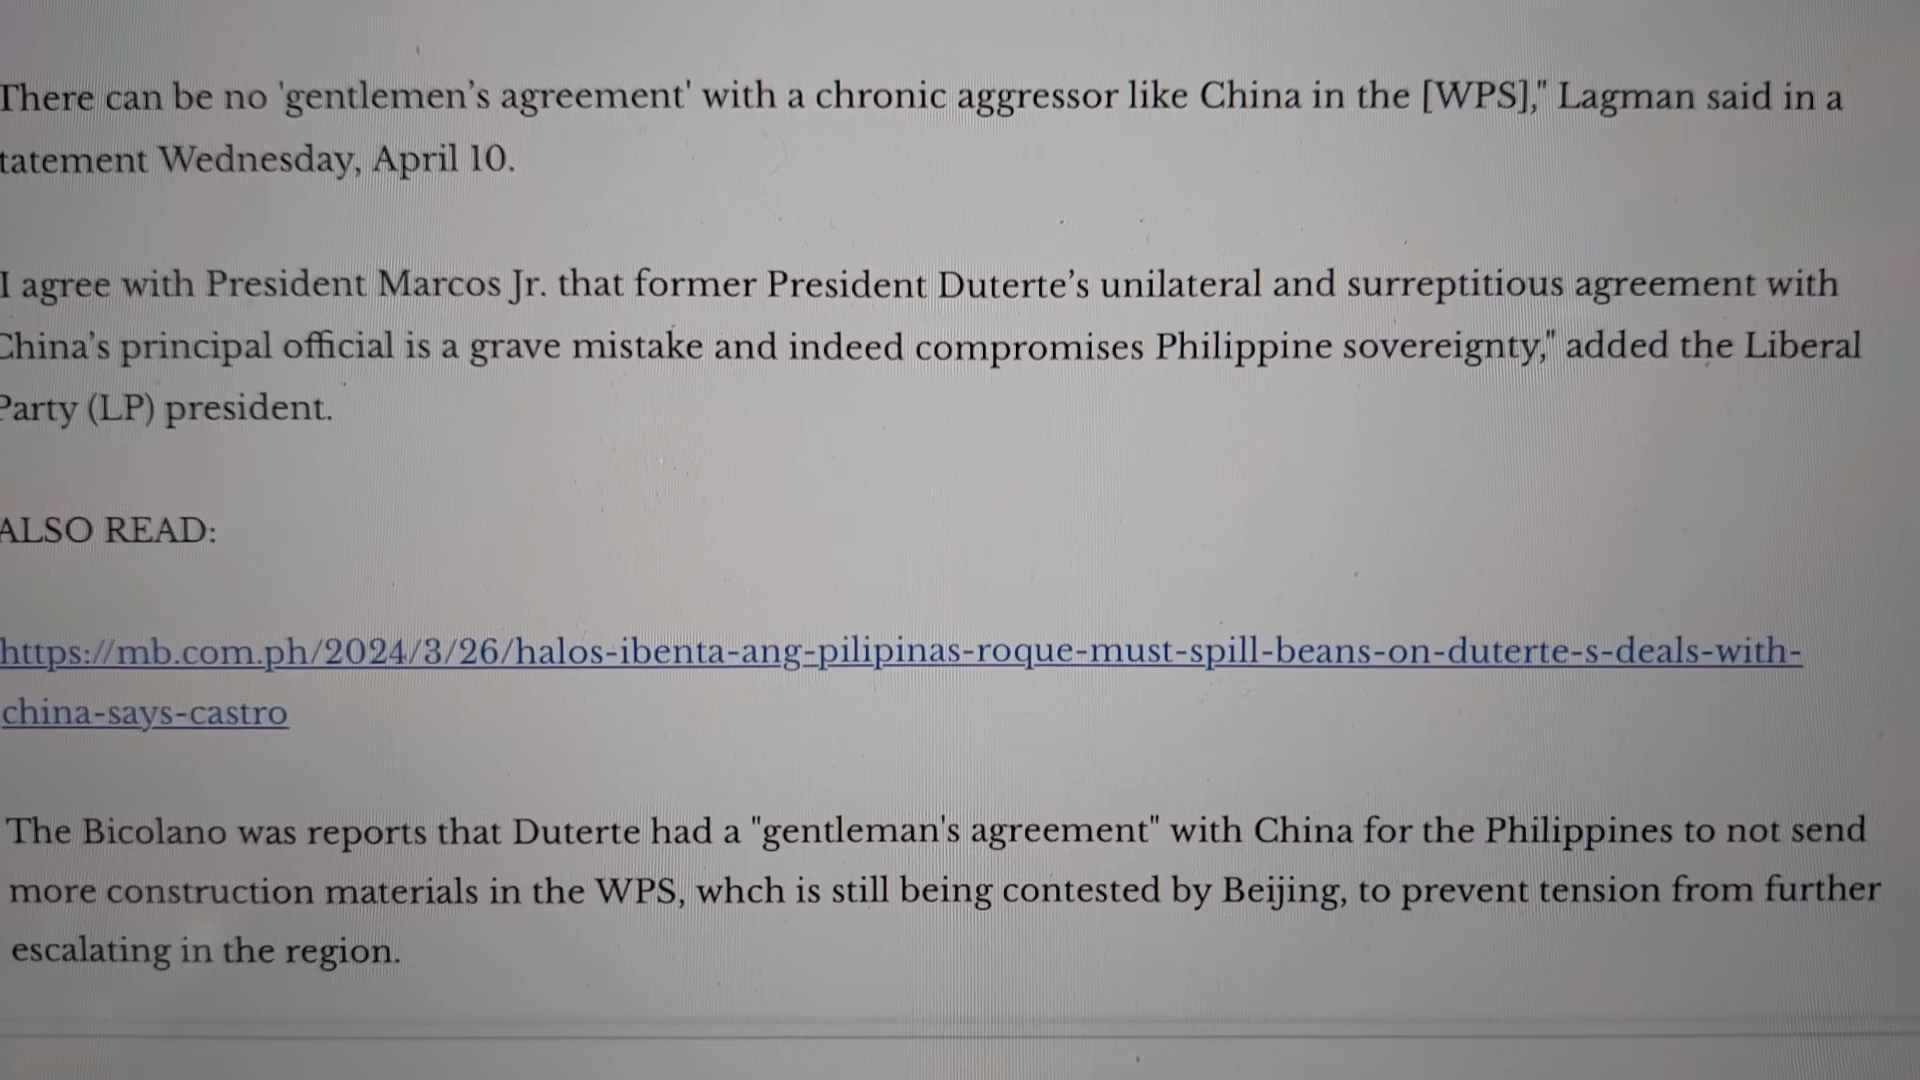 There can be no 'gentlemen’s agreement' with a chronic aggressor like China in the [WPS]," Lagman said in a
tatement Wednesday, April 10.
I agree with President Marcos Jr. that former President Duterte’s unilateral and surreptitious agreement with
China’s principal official is a grave mistake and indeed compromises Philippine sovereignty," added the Liberal
Party (LP) president.
ALSO READ:
https://mb.com.ph/2024/3/26/halos-ibenta-ang-pilipinas-roque-must-spill-beans-on-duterte-s-deals-with-
china-says-castro
The Bicolano was reports that Duterte had a "gentleman's agreement" with China for the Philippines to not send
more construction materials in the WPS, whch is still being contested by Beijing, to prevent tension from further
escalating in the region.